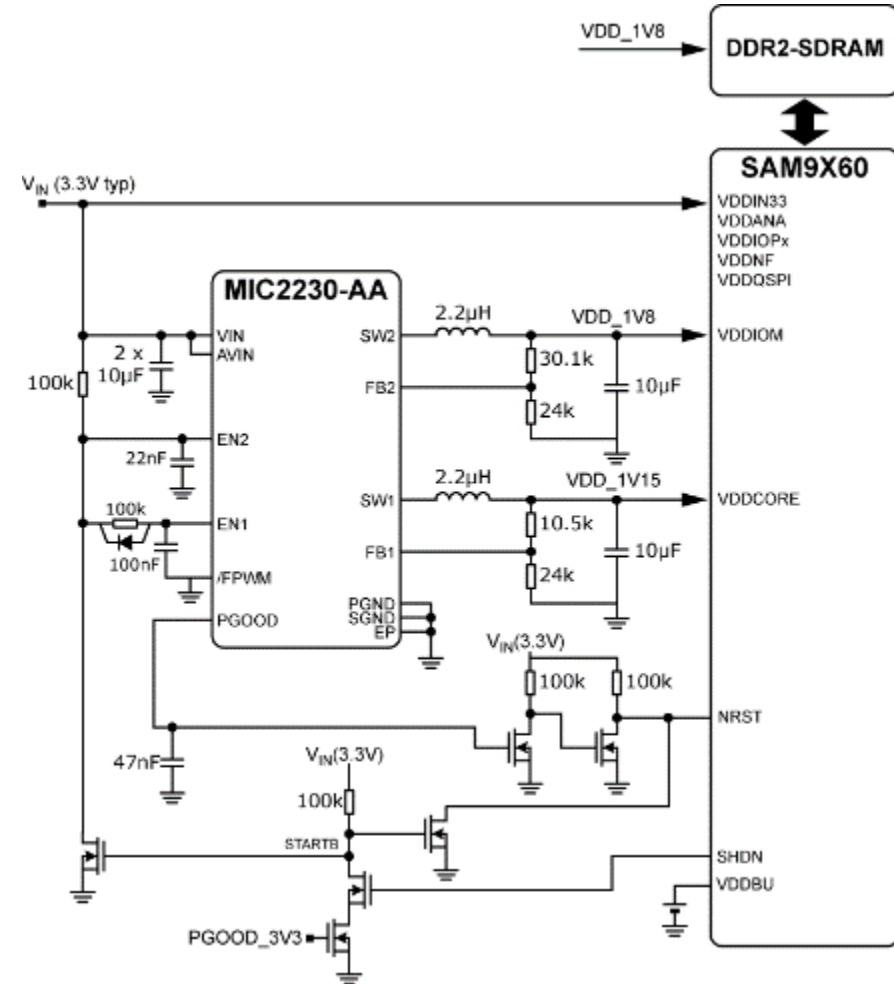 VDD_1V8
DDR2-SDRAM
SAM9X60
VIN (3.3V typ)
VDDIN33
VDDANA
VDDIOPx
VDDNF
VDDQSPI
MIC2230-AA
2.2µH
VDD_1V8
VIN
SW2
VDDIOM
AVIN
2 x
10µF
30.1k
100k
FB2
10µF
24k
EN2
22nF
2.2µH
VDD_1V15
SW1
VDDCORE
100k
EN1
10.5k
100nF
FB1
10µF
/FPWM
24k
PGND
PGOOD
SGND
EP
VIN(3.3V)
100k
100k
NRST
47nF
VIN(3.3V)
100k
STARTB
SHDN
VDDBU
PGOOD_3V3